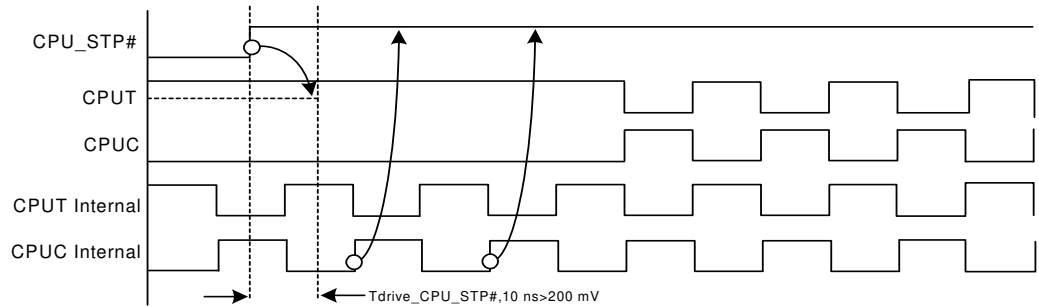 CPU_STP#
CPUT
CPUC
CPUT Internal
CPUC Internal
Tdrive_CPU_STP#,10 ns>200 mV